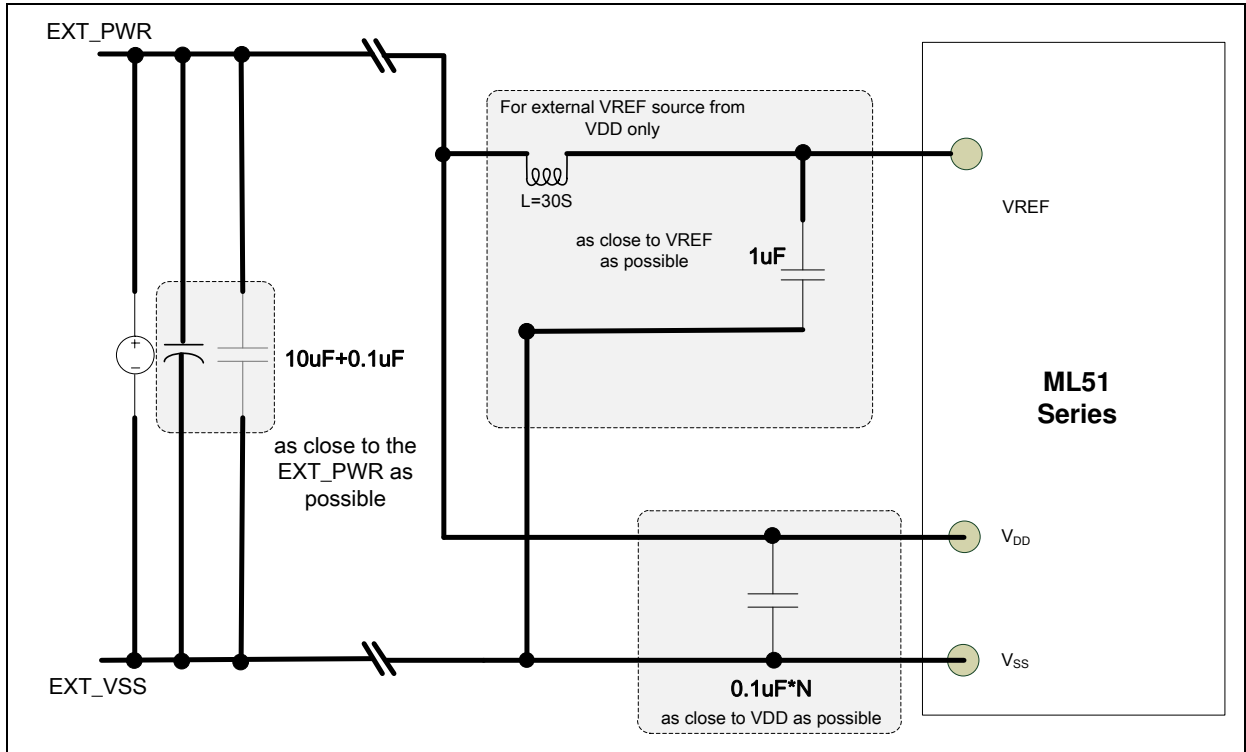 EXT_PWR
For external VREF source from
VDD only
L=30S
as close to VREF
as possible
1uF
VREF
+
−
10uF+0.1uF
as close to the
EXT_PWR as
possible
ML51
Series
VDD
VSS
EXT_VSS
0.1uF*N
as close to VDD as possible